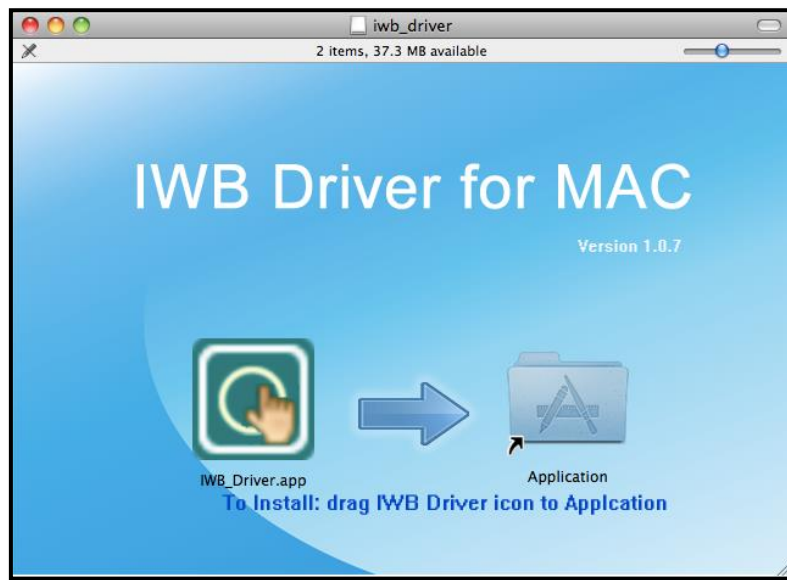 iwb_driver
2 items, 37.3 MB available
IWB Driver for MAC
Version 1.0.7
IWB_Driver.app
Application
To Install: drag IWB Driver icon to Applcation